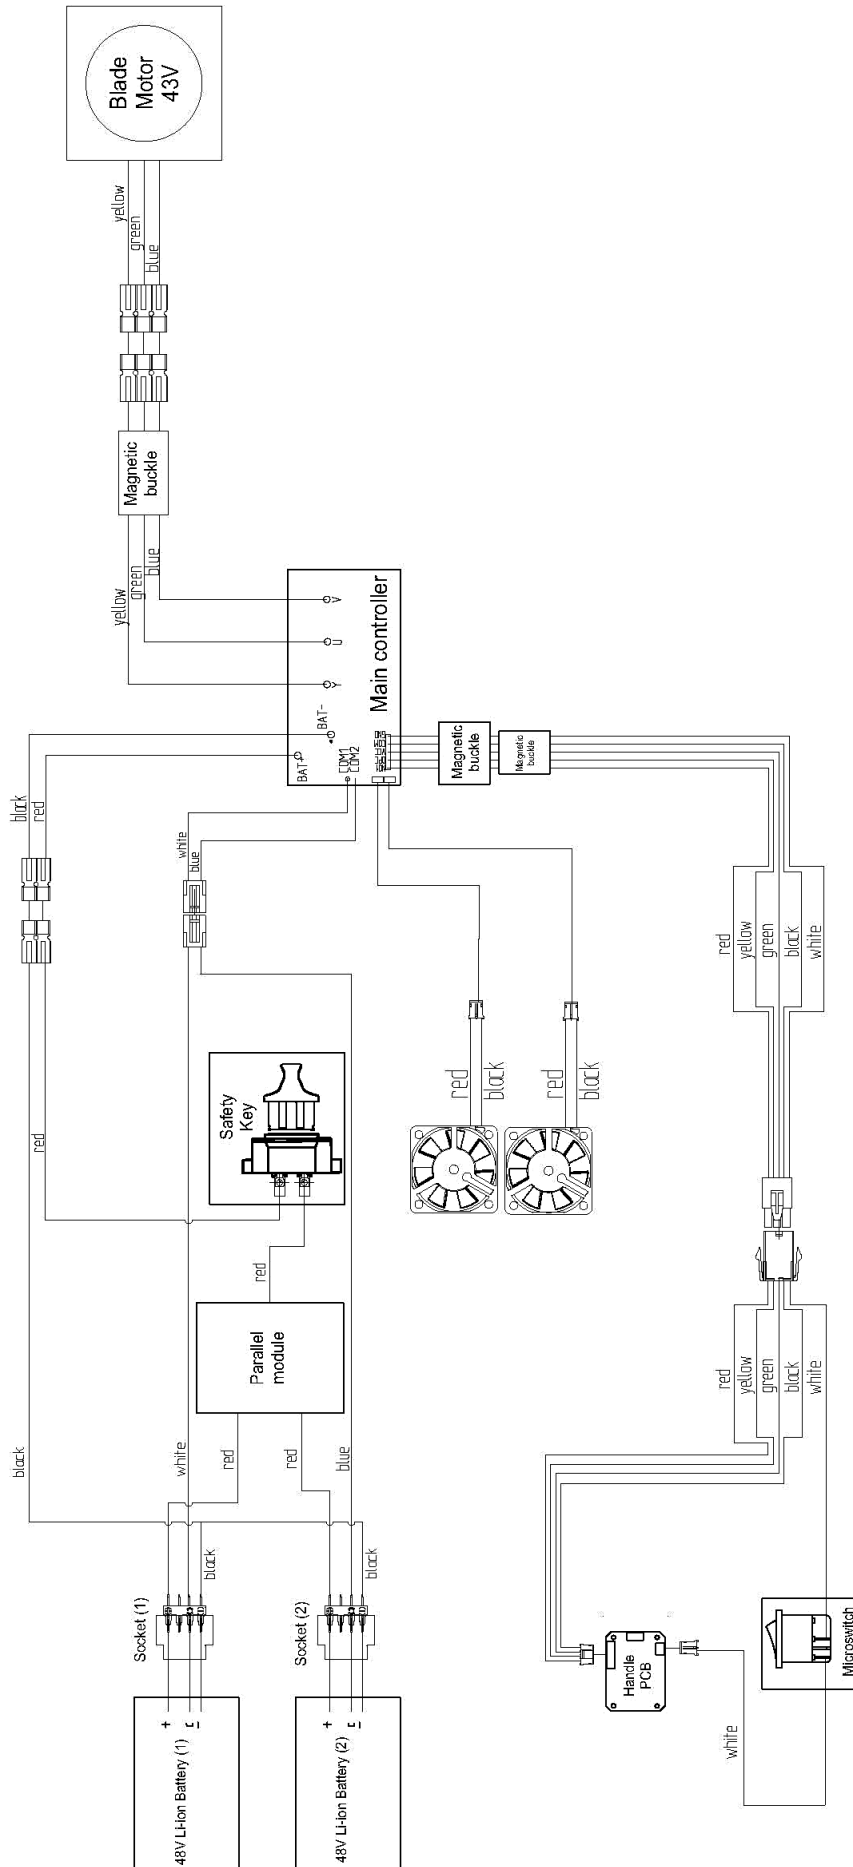 Blade
Motor
43V
yellow
green
blue
Magnetic
buckle
yellow
green
blue
V
U
Y
Main controller
BAT-
BAT+
COM1
COM2
black
red
white
blue
Magnetic
buckle
Magnetic
buckle
red
yellow
green
black
white
red
black
red
black
Safety
Key
red
red
Parallel
module
black
white
red
red
blue
black
black
Socket (1)
Socket (2)
+
-
48V Li-ion Battery (1)
+
-
48V Li-ion Battery (2)
red
yellow
green
black
white
Handle
PCB
white
Microswitch